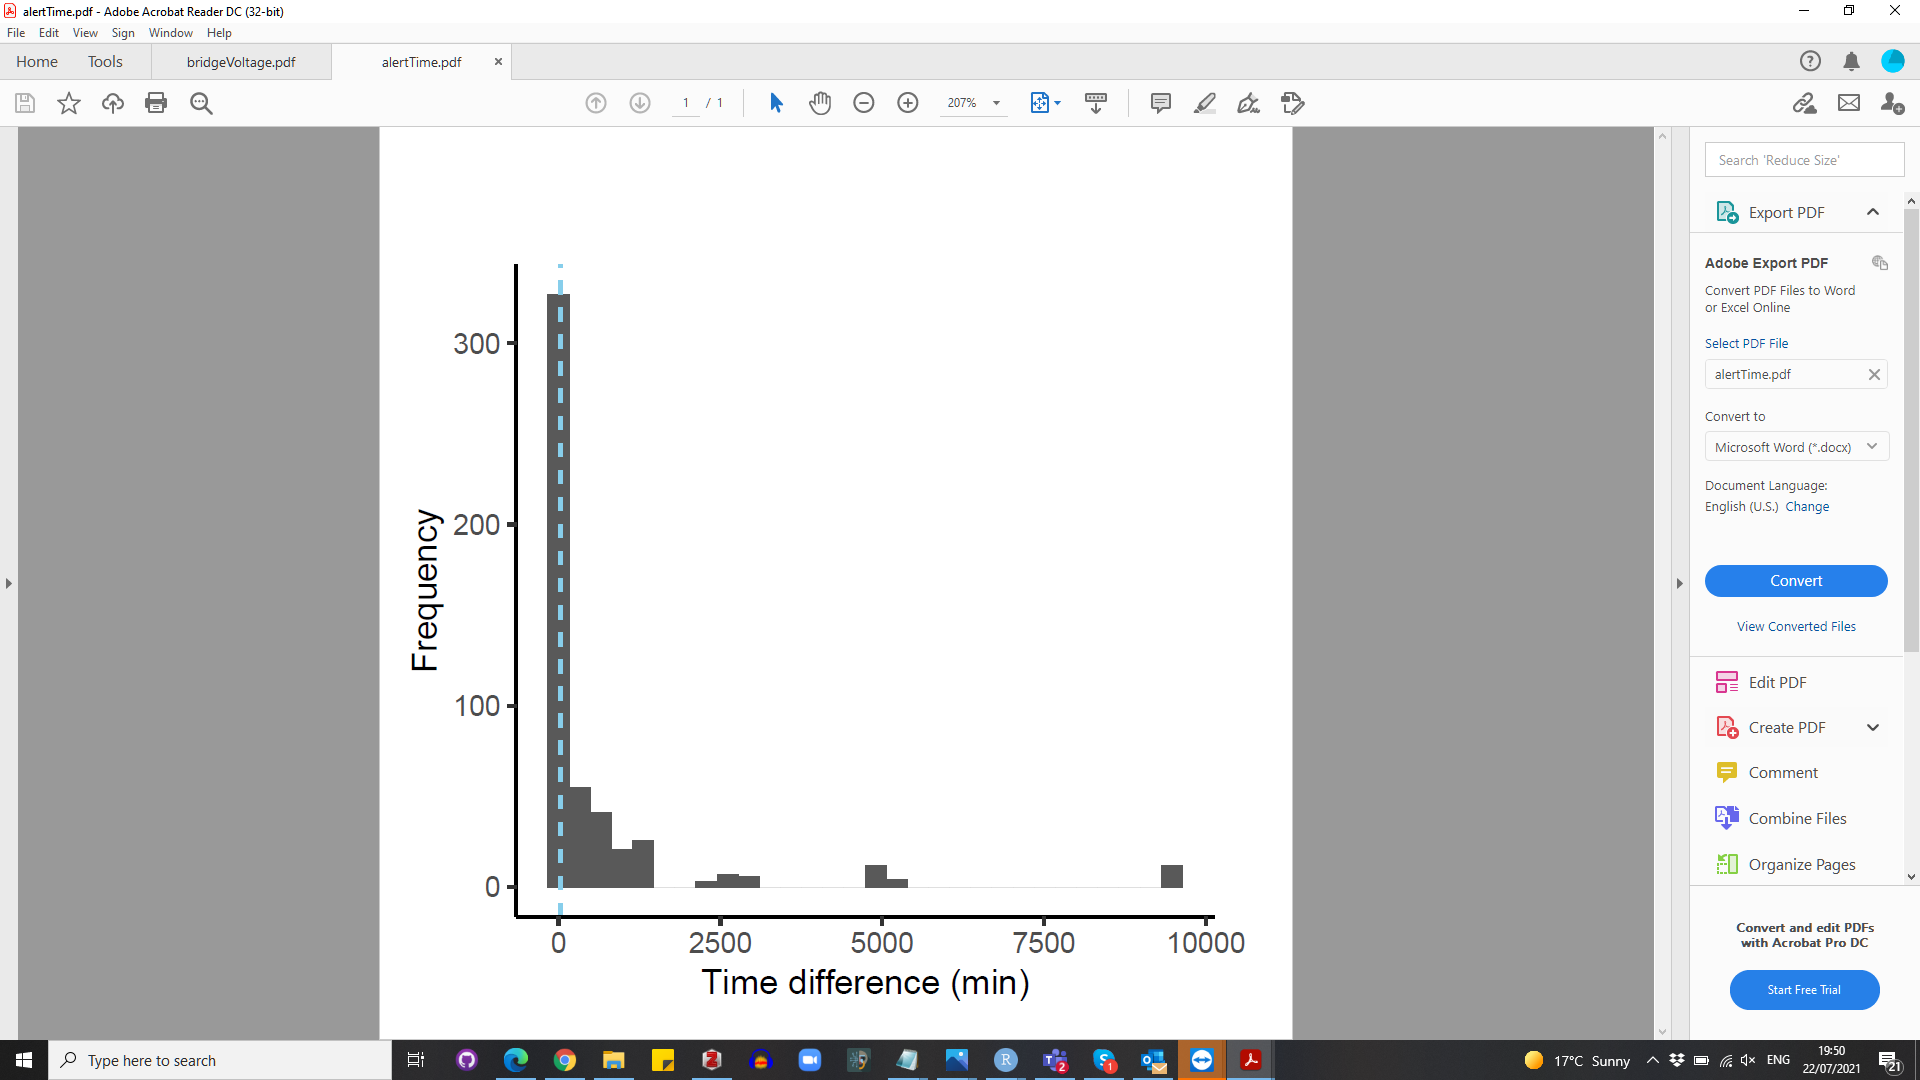 alertTime.pdf - Adobe Acrobat Reader DC (32-bit)
File Edit View Sign Window Help
Home Tools bridgeVoltage.pdf alertTime.pdf ×
1 / 1 207%
Search 'Reduce Size'
Export PDF
Adobe Export PDF
Convert PDF Files to Word
or Excel Online
Select PDF File
alertTime.pdf
Convert to
Microsoft Word (*.docx)
Document Language:
English (U.S.) Change
Convert
View Converted Files
Edit PDF
Create PDF
Comment
Combine Files
Organize Pages
Convert and edit PDFs
with Acrobat Pro DC
Start Free Trial
Frequency
300
200
100
0
0 2500 5000 7500 10000
Time difference (min)
Type here to search
2
1
17°C Sunny
ENG
19:50
22/07/2021
21